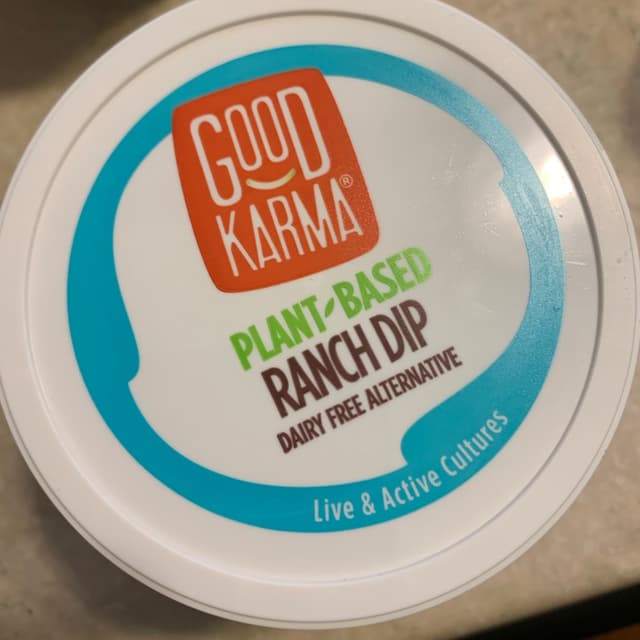 GOOD
KARMA®
PLANT-BASED
RANCH DIP
DAIRY FREE ALTERNATIVE
Live & Active Cultures